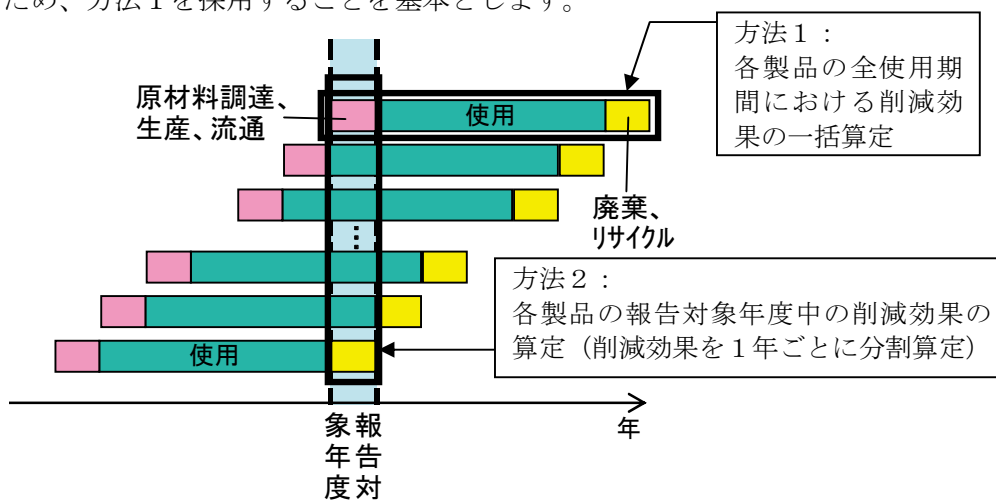 ため、方法１を採用することを基本とします。
方法１：
各製品の全使用期
間における削減効
果の一括算定
原材料調達、
生産、流通
使用
廃棄、
ﾘｻｲｸﾙ
方法２：
各製品の報告対象年度中の削減効果の
算定（削減効果を１年ごとに分割算定）
使用
年
報告対
象年度